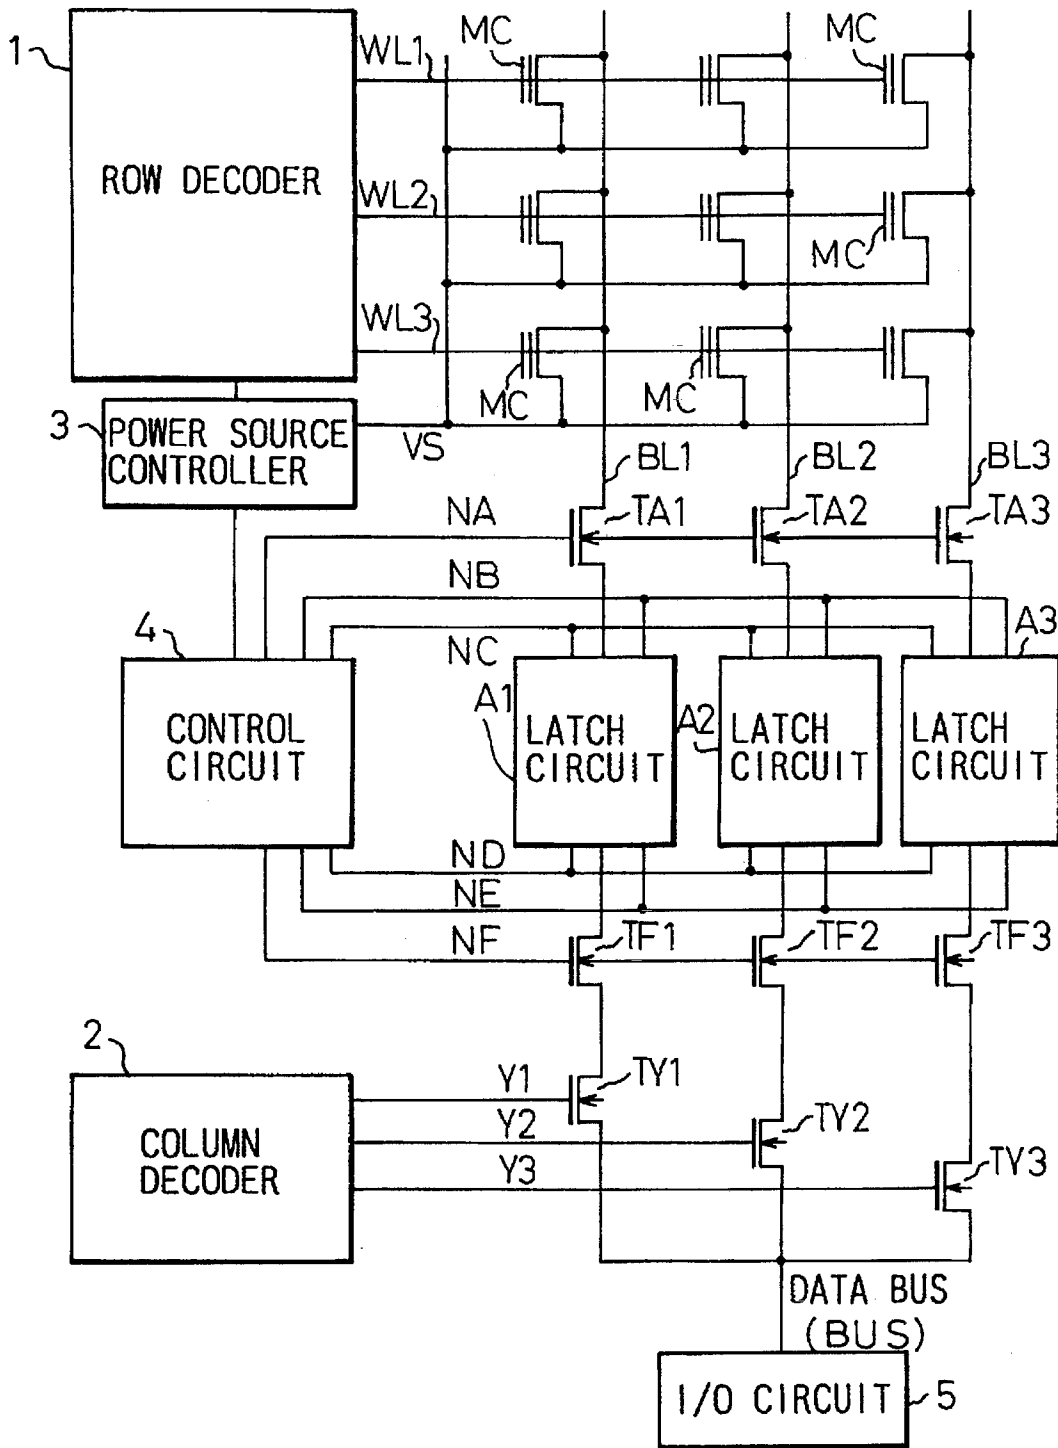 1
WL1
MC
MC
ROW DECODER
WL2
MC
WL3
MC
MC
3
POWER SOURCE
CONTROLLER
VS
BL1
BL2
BL3
NA
TA1
TA2
TA3
NB
4
NC
A3
A1
A2
CONTROL
CIRCUIT
LATCH
CIRCUIT
LATCH
CIRCUIT
LATCH
CIRCUIT
ND
NE
NF
TF1
TF2
TF3
2
Y1
TY1
COLUMN
DECODER
Y2
TY2
Y3
TY3
DATA BUS
(BUS)
I/O CIRCUIT
5